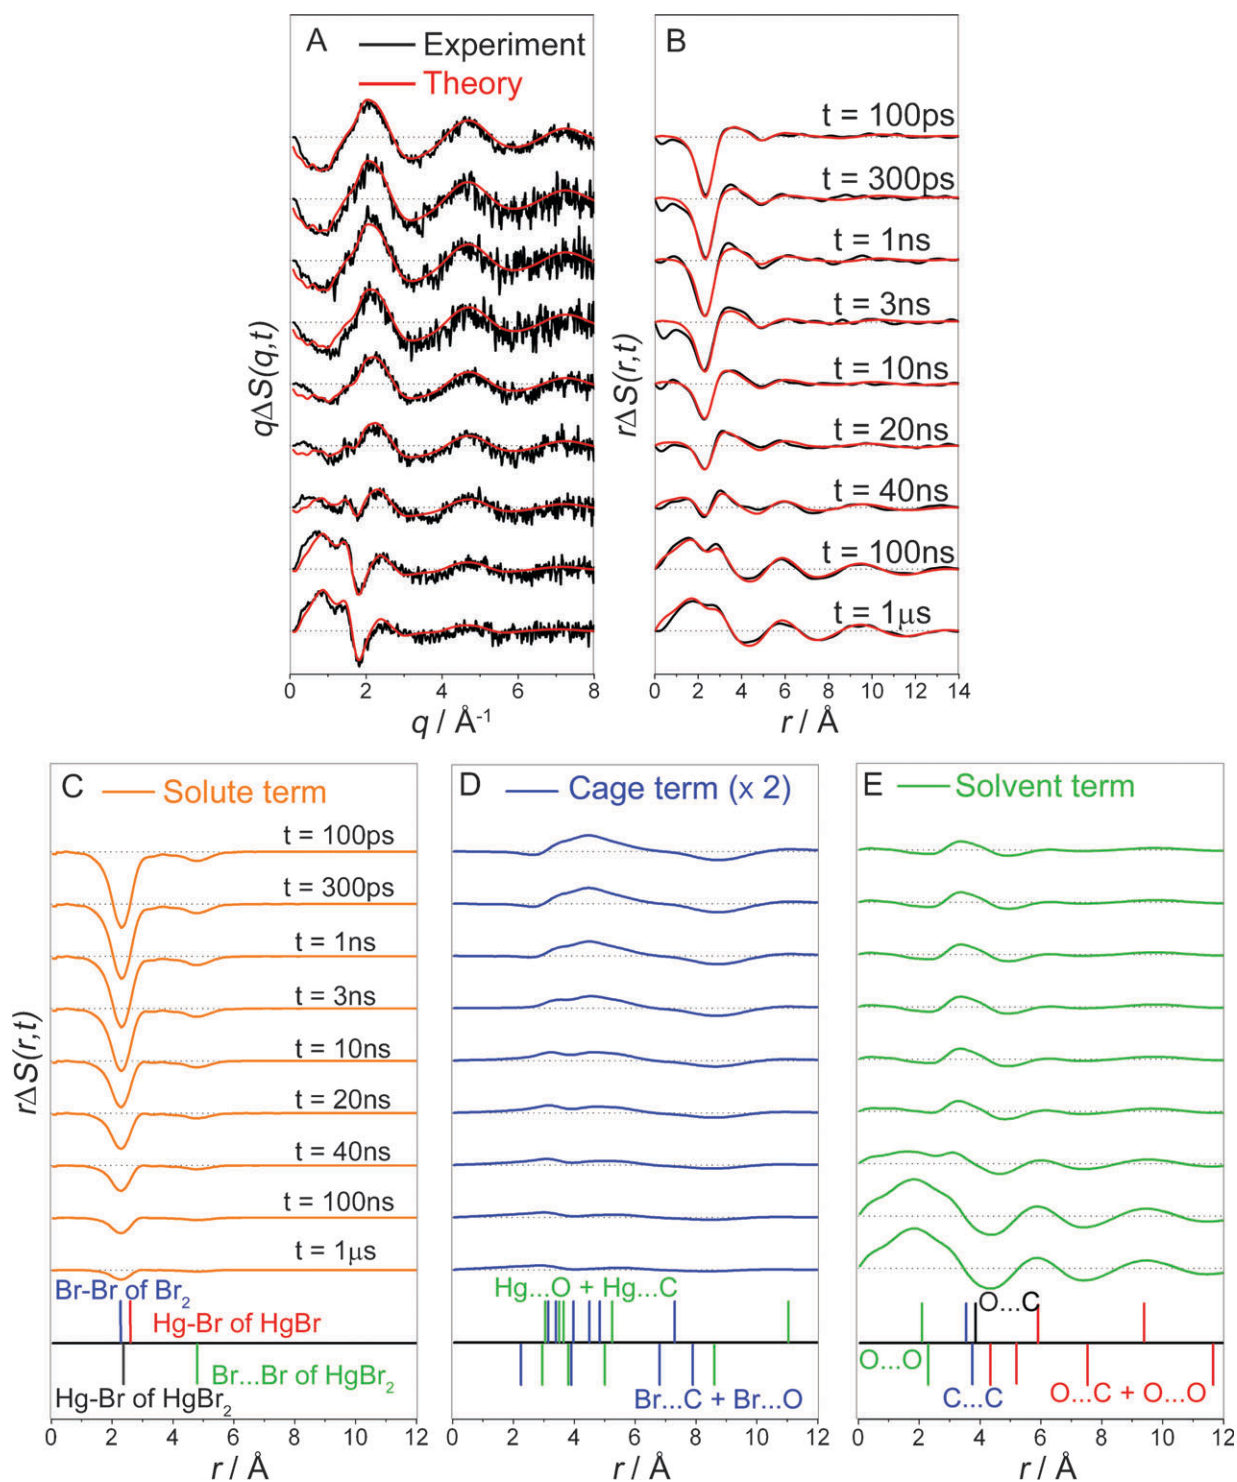 A
Experiment
Theory
qΔS(q,t)
0 2 4 6 8
q / Å-1
B
t = 100ps
t = 300ps
t = 1ns
t = 3ns
t = 10ns
t = 20ns
t = 40ns
t = 100ns
t = 1μs
rΔS(r,t)
0 2 4 6 8 10 12 14
r / Å
C
Solute term
t = 100ps
t = 300ps
t = 1ns
t = 3ns
t = 10ns
t = 20ns
t = 40ns
t = 100ns
t = 1μs
rΔS(r,t)
Br-Br of Br2
Hg-Br of HgBr
Br...Br of HgBr2
Hg-Br of HgBr2
0 2 4 6 8 10 12
r / Å
D
Cage term (x 2)
Hg...O + Hg...C
Br...C + Br...O
0 2 4 6 8 10 12
r / Å
E
Solvent term
O...C
O...O
C...C
O...C + O...O
0 2 4 6 8 10 12
r / Å